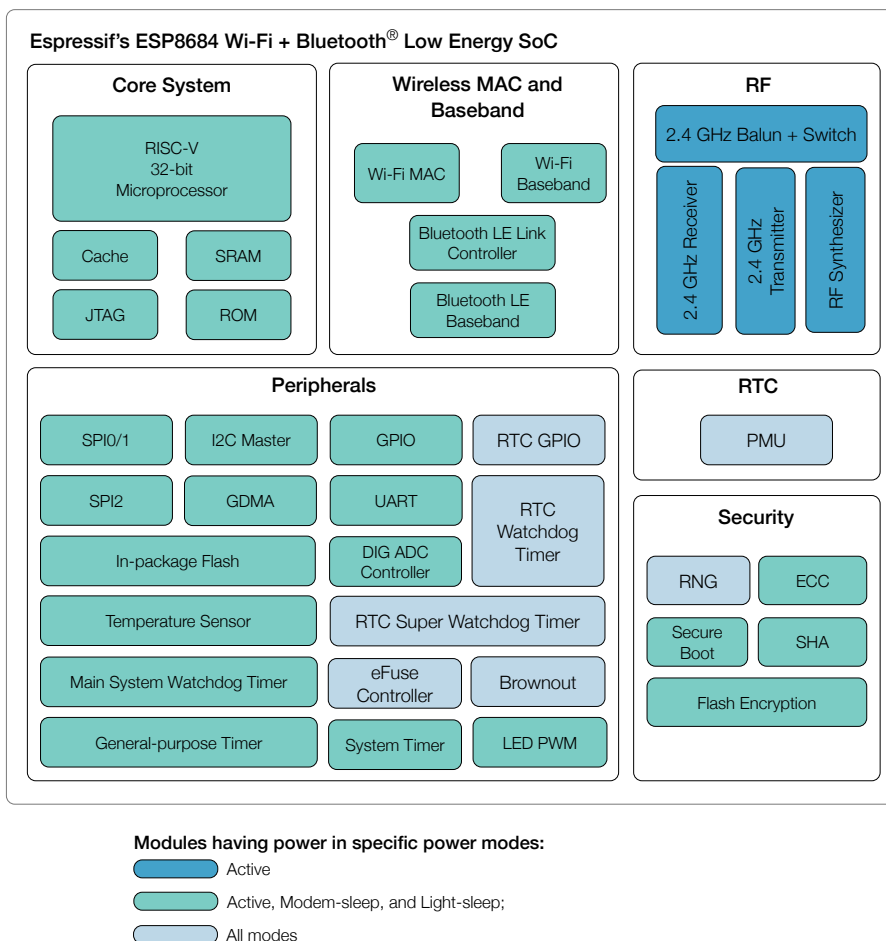 Espressif's ESP8684 Wi-Fi + Bluetooth® Low Energy SoC
Core System
RISC-V
32-bit
Microprocessor
Cache
SRAM
JTAG
ROM
Wireless MAC and
Baseband
Wi-Fi MAC
Wi-Fi
Baseband
Bluetooth LE Link
Controller
Bluetooth LE
Baseband
RF
2.4 GHz Balun + Switch
2.4 GHz Receiver
2.4 GHz
Transmitter
RF Synthesizer
Peripherals
SPI0/1
I2C Master
GPIO
RTC GPIO
SPI2
GDMA
UART
RTC
Watchdog
Timer
In-package Flash
DIG ADC
Controller
Temperature Sensor
RTC Super Watchdog Timer
Main System Watchdog Timer
eFuse
Controller
Brownout
General-purpose Timer
System Timer
LED PWM
RTC
PMU
Security
RNG
ECC
Secure
Boot
SHA
Flash Encryption
Modules having power in specific power modes:
Active
Active, Modem-sleep, and Light-sleep;
All modes